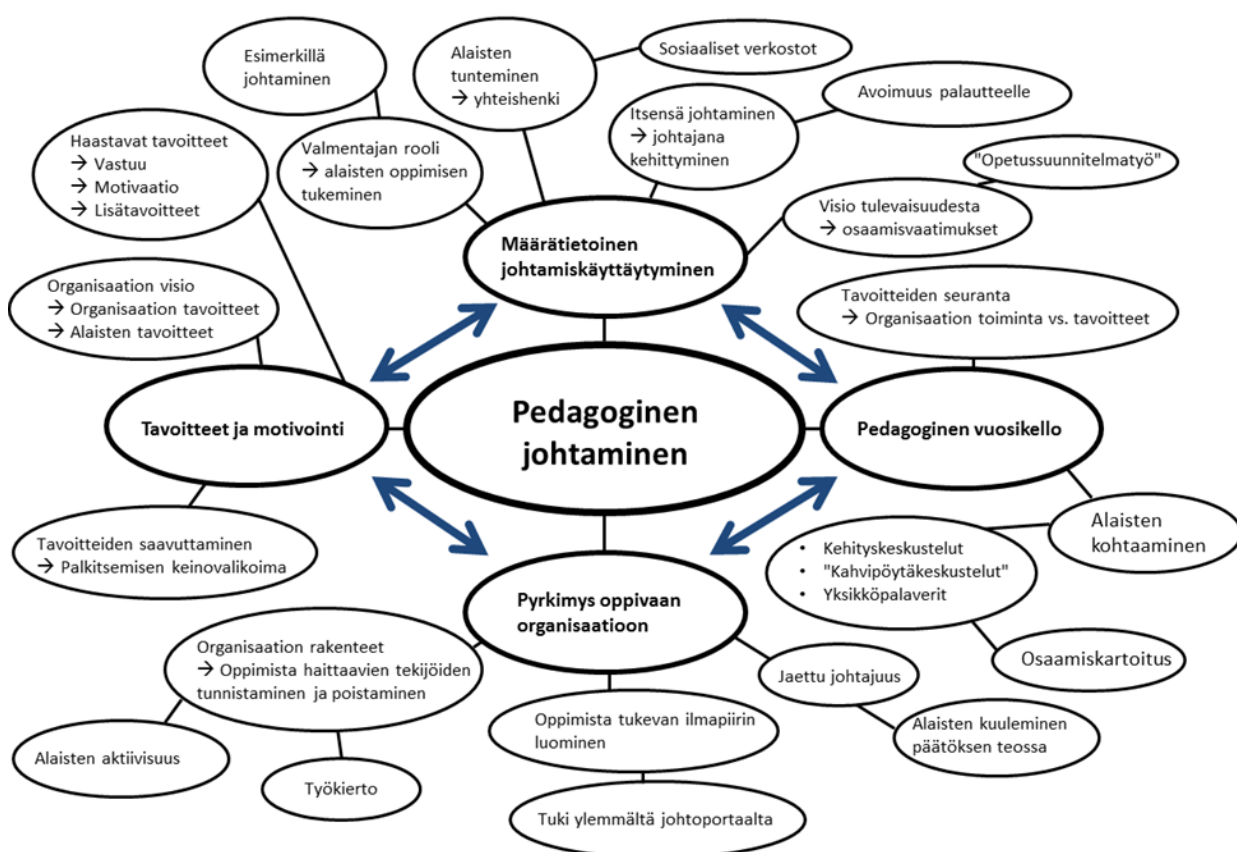 Esimerkillä
johtaminen
Alaisten
tunteminen
→ yhteishenki
Sosiaaliset verkostot
Avoimuus palautteelle
Itsensä johtaminen
→ johtajana
kehittyminen
Haastavat tavoitteet
→ Vastuu
→ Motivaatio
→ Lisätavoitteet
Valmentajan rooli
→ alaisten oppimisen
tukeminen
"Opetussuunnitelmatyö"
Visio tulevaisuudesta
→ osaamisvaatimukset
Määrätietoinen
johtamiskäyttäytyminen
Organisaation visio
→ Organisaation tavoitteet
→ Alaisten tavoitteet
Tavoitteiden seuranta
→ Organisaation toiminta vs. tavoitteet
Tavoitteet ja motivointi
Pedagoginen
johtaminen
Pedagoginen vuosikello
Tavoitteiden saavuttaminen
→ Palkitsemisen keinovalikoima
Alaisten
kohtaaminen
• Kehityskeskustelut
• "Kahvipöytäkeskustelut"
• Yksikköpalaverit
Pyrkimys oppivaan
organisaatioon
Organisaation rakenteet
→ Oppimista haittaavien tekijöiden
tunnistaminen ja poistaminen
Osaamiskartoitus
Jaettu johtajuus
Oppimista tukevan ilmapiirin
luominen
Alaisten kuuleminen
päätöksen teossa
Alaisten aktiivisuus
Työkierto
Tuki ylemmältä johtoportaalta